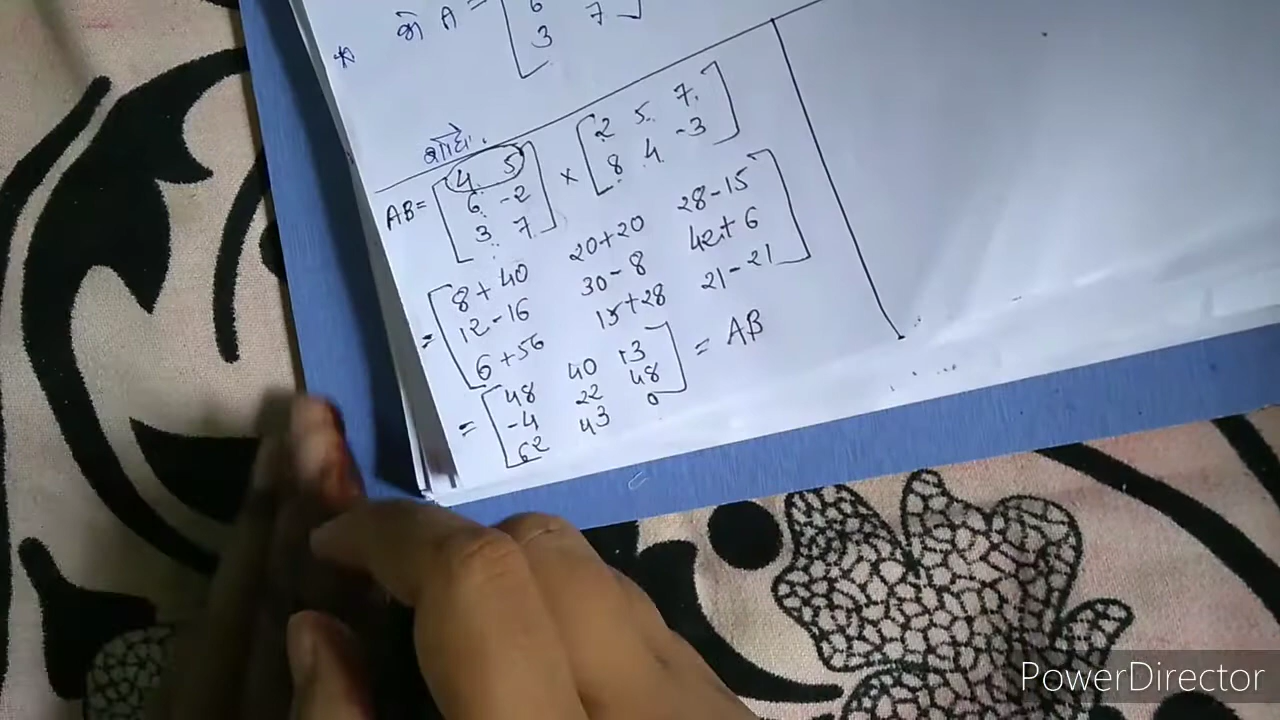 * को A = [ 6
3 7 ]
AB = [ 4 5 ] × [ 2 5 7 ]
6 -2 8 4 -3
3 7
= [ 8+40 20+20 28-15 ]
12-16 30-8 42+6
6+56 15+28 21-21
= [ 48 40 13 ] = AB
-4 22 48
62 43 0
PowerDirector